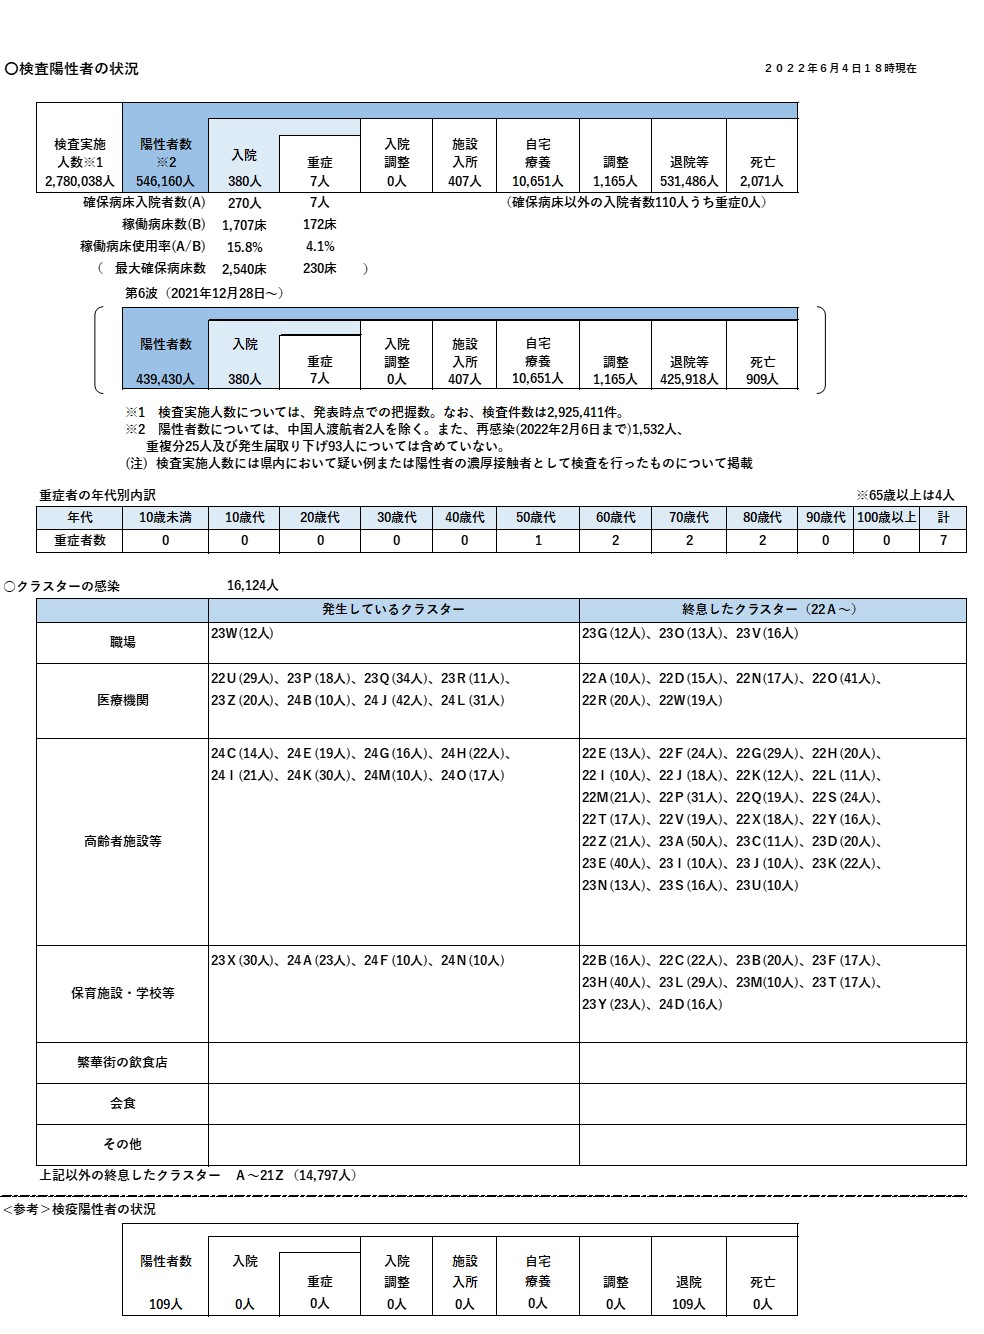 〇検査陽性者の状況
２０２２年６月４日１８時現在
検査実施 陽性者数 入院 施設 自宅
人数※1 ※2 入院 重症 調整 入所 療養 調整 退院等 死亡
2,780,038人 546,160人 380人 7人 0人 407人 10,651人 1,165人 531,486人 2,071人
確保病床入院者数(A) 270人 7人 （確保病床以外の入院者数110人うち重症0人）
稼働病床数(B) 1,707床 172床
稼働病床使用率(A/B) 15.8% 4.1%
（ 最大確保病床数 2,540床 230床 ）
第6波（2021年12月28日～）
陽性者数 入院 入院 施設 自宅
重症 調整 入所 療養 調整 退院等 死亡
439,430人 380人 7人 0人 407人 10,651人 1,165人 425,918人 909人
※1　検査実施人数については、発表時点での把握数。なお、検査件数は2,925,411件。
※2　陽性者数については、中国人渡航者2人を除く。また、再感染(2022年2月6日まで)1,532人、
重複分25人及び発生届取り下げ93人については含めていない。
(注）検査実施人数には県内において疑い例または陽性者の濃厚接触者として検査を行ったものについて掲載
重症者の年代別内訳 ※65歳以上は4人
年代 10歳未満 10歳代 20歳代 30歳代 40歳代 50歳代 60歳代 70歳代 80歳代 90歳代 100歳以上 計
重症者数 0 0 0 0 0 1 2 2 2 0 0 7
〇クラスターの感染 16,124人
発生しているクラスター 終息したクラスター（22Ａ～）
職場 23W(12人) 23Ｇ(12人)、23Ｏ(13人)、23Ｖ(16人)
医療機関
22Ｕ(29人)、23Ｐ(18人)、23Ｑ(34人)、23Ｒ(11人)、
23Ｚ(20人)、24Ｂ(10人)、24Ｊ(42人)、24Ｌ(31人)
22Ａ(10人)、22Ｄ(15人)、22Ｎ(17人)、22Ｏ(41人)、
22Ｒ(20人)、22W(19人)
高齢者施設等
24Ｃ(14人)、24Ｅ(19人)、24Ｇ(16人)、24Ｈ(22人)、
24Ｉ(21人)、24Ｋ(30人)、24Ｍ(10人)、24Ｏ(17人)
22Ｅ(13人)、22Ｆ(24人)、22Ｇ(29人)、22Ｈ(20人)、
22Ｉ(10人)、22Ｊ(18人)、22Ｋ(12人)、22Ｌ(11人)、
22Ｍ(21人)、22Ｐ(31人)、22Ｑ(19人)、22Ｓ(24人)、
22Ｔ(17人)、22Ｖ(19人)、22Ｘ(18人)、22Ｙ(16人)、
22Ｚ(21人)、23Ａ(50人)、23Ｃ(11人)、23Ｄ(20人)、
23Ｅ(40人)、23Ｉ(10人)、23Ｊ(10人)、23Ｋ(22人)、
23Ｎ(13人)、23Ｓ(16人)、23Ｕ(10人)
保育施設・学校等
23Ｘ(30人)、24Ａ(23人)、24Ｆ(10人)、24Ｎ(10人)
22Ｂ(16人)、22Ｃ(22人)、23Ｂ(20人)、23Ｆ(17人)、
23Ｈ(40人)、23Ｌ(29人)、23Ｍ(10人)、23Ｔ(17人)、
23Ｙ(23人)、24Ｄ(16人)
繁華街の飲食店
会食
その他
上記以外の終息したクラスター　Ａ～21Ｚ（14,797人）
＜参考＞検疫陽性者の状況
陽性者数 入院 入院 施設 自宅
重症 調整 入所 療養 調整 退院 死亡
109人 0人 0人 0人 0人 0人 0人 109人 0人